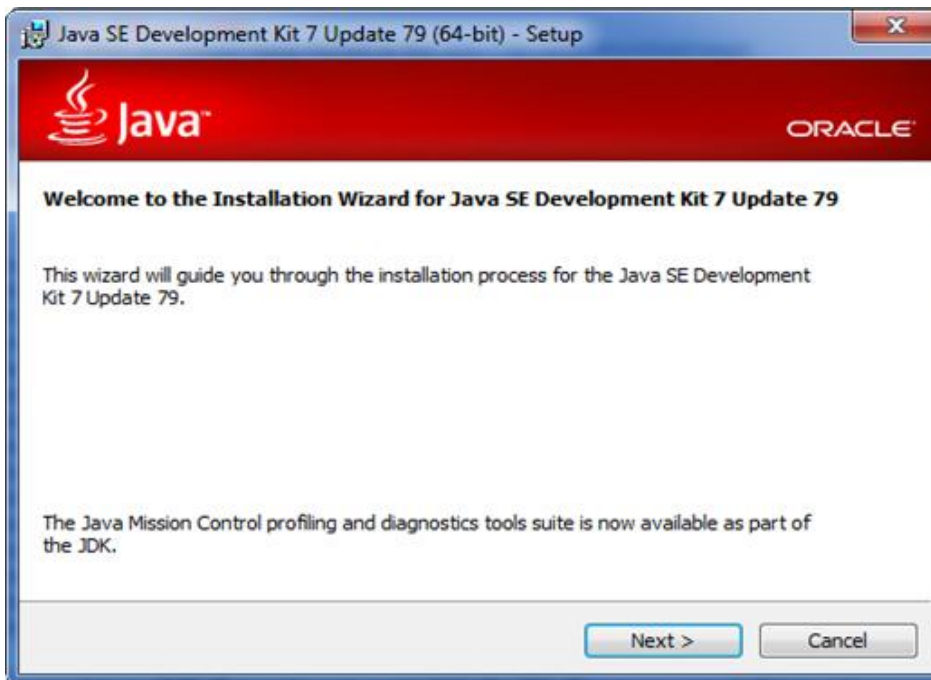 Java SE Development Kit 7 Update 79 (64-bit) - Setup
Java™
ORACLE®
Welcome to the Installation Wizard for Java SE Development Kit 7 Update 79
This wizard will guide you through the installation process for the Java SE Development
Kit 7 Update 79.
The Java Mission Control profiling and diagnostics tools suite is now available as part of
the JDK.
Next >
Cancel